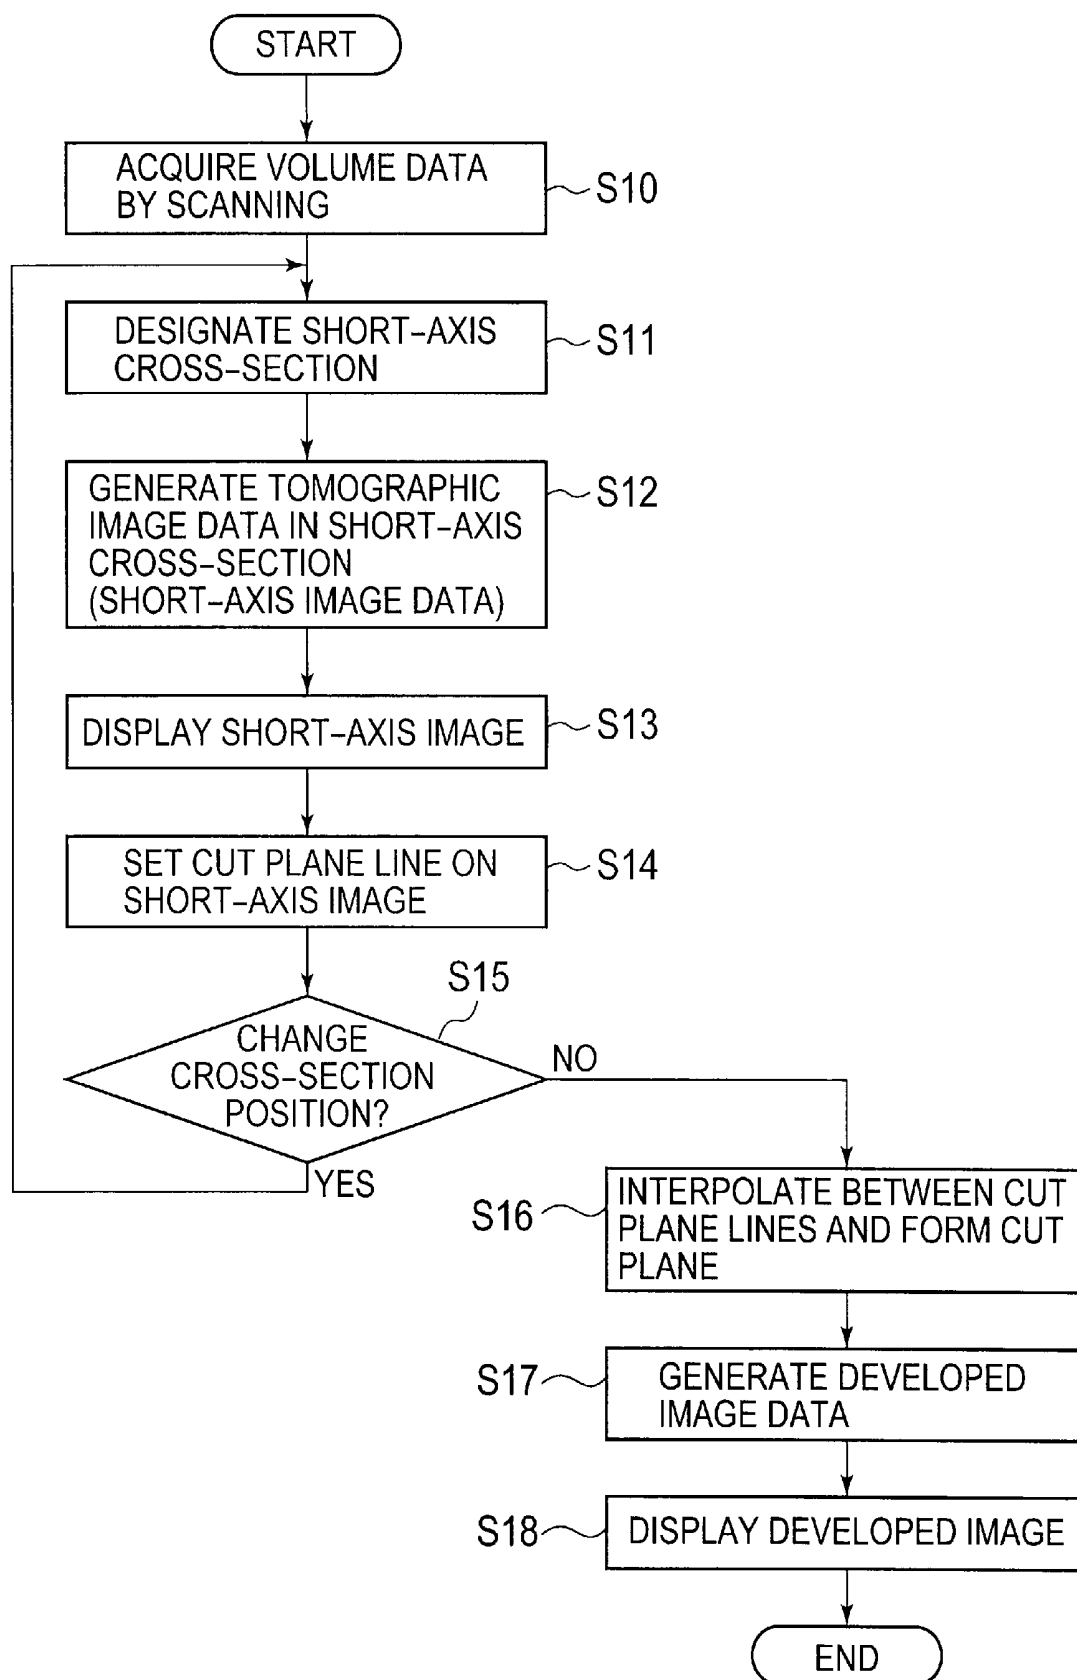 START
ACQUIRE VOLUME DATA
BY SCANNING
S10
DESIGNATE SHORT-AXIS
CROSS-SECTION
S11
GENERATE TOMOGRAPHIC
IMAGE DATA IN SHORT-AXIS
CROSS-SECTION
(SHORT-AXIS IMAGE DATA)
S12
DISPLAY SHORT-AXIS IMAGE
S13
SET CUT PLANE LINE ON
SHORT-AXIS IMAGE
S14
S15
CHANGE
CROSS-SECTION
POSITION?
NO
YES
S16
INTERPOLATE BETWEEN CUT
PLANE LINES AND FORM CUT
PLANE
S17
GENERATE DEVELOPED
IMAGE DATA
S18
DISPLAY DEVELOPED IMAGE
END